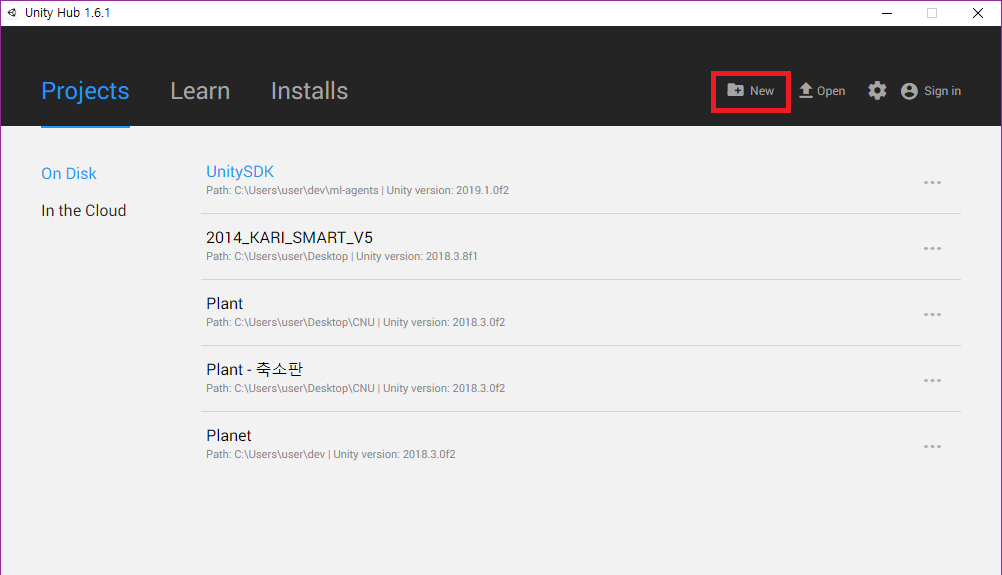 Unity Hub 1.6.1
Projects Learn Installs New Open Sign in
On Disk
In the Cloud
UnitySDK
Path: C:\Users\user\dev\ml-agents | Unity version: 2019.1.0f2
2014_KARI_SMART_V5
Path: C:\Users\user\Desktop | Unity version: 2018.3.8f1
Plant
Path: C:\Users\user\Desktop\CNU | Unity version: 2018.3.0f2
Plant - 축소판
Path: C:\Users\user\Desktop\CNU | Unity version: 2018.3.0f2
Planet
Path: C:\Users\user\dev | Unity version: 2018.3.0f2